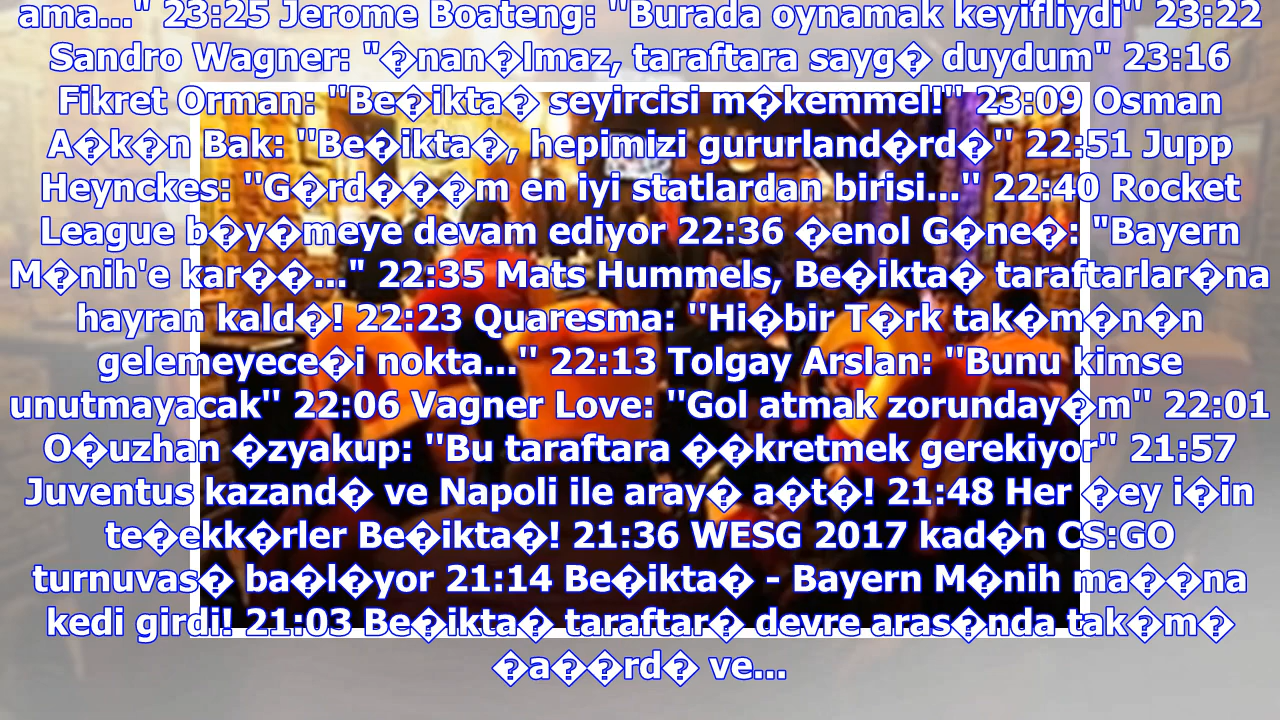 ama..." 23:25 Jerome Boateng: ''Burada oynamak keyifliydi'' 23:22
Sandro Wagner: "�nan�lmaz, taraftara sayg� duydum" 23:16
Fikret Orman: ''Be�ikta� seyircisi m�kemmel!'' 23:09 Osman
A�k�n Bak: ''Be�ikta�, hepimizi gururland�rd�'' 22:51 Jupp
Heynckes: ''G�rd���m en iyi statlardan birisi...'' 22:40 Rocket
League b�y�meye devam ediyor 22:36 �enol G�ne�: "Bayern
M�nih'e kar��..." 22:35 Mats Hummels, Be�ikta� taraftarlar�na
hayran kald�! 22:23 Quaresma: ''Hi�bir T�rk tak�m�n�n
gelemeyece�i nokta...'' 22:13 Tolgay Arslan: ''Bunu kimse
unutmayacak'' 22:06 Vagner Love: ''Gol atmak zorunday�m'' 22:01
O�uzhan �zyakup: ''Bu taraftara ��kretmek gerekiyor'' 21:57
Juventus kazand� ve Napoli ile aray� a�t�! 21:48 Her �ey i�in
te�ekk�rler Be�ikta�! 21:36 WESG 2017 kad�n CS:GO
turnuvas� ba�l�yor 21:14 Be�ikta� - Bayern M�nih ma��na
kedi girdi! 21:03 Be�ikta� taraftar� devre aras�nda tak�m�
�a��rd� ve...